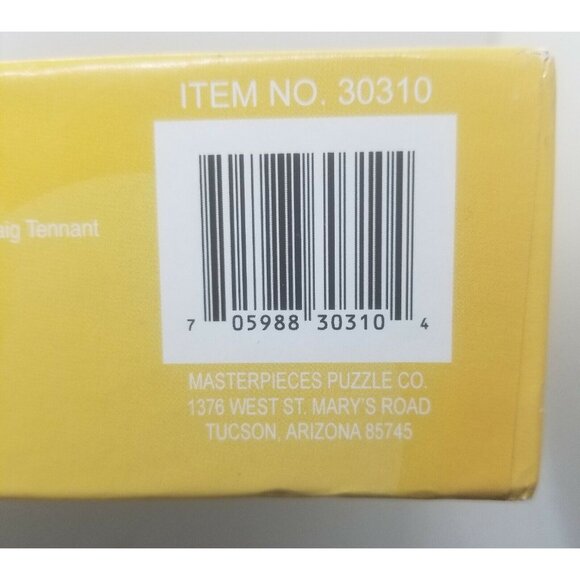 ITEM NO. 30310
aig Tennant
7 05988 30310 4
MASTERPIECES PUZZLE CO.
1376 WEST ST. MARY'S ROAD
TUCSON, ARIZONA 85745